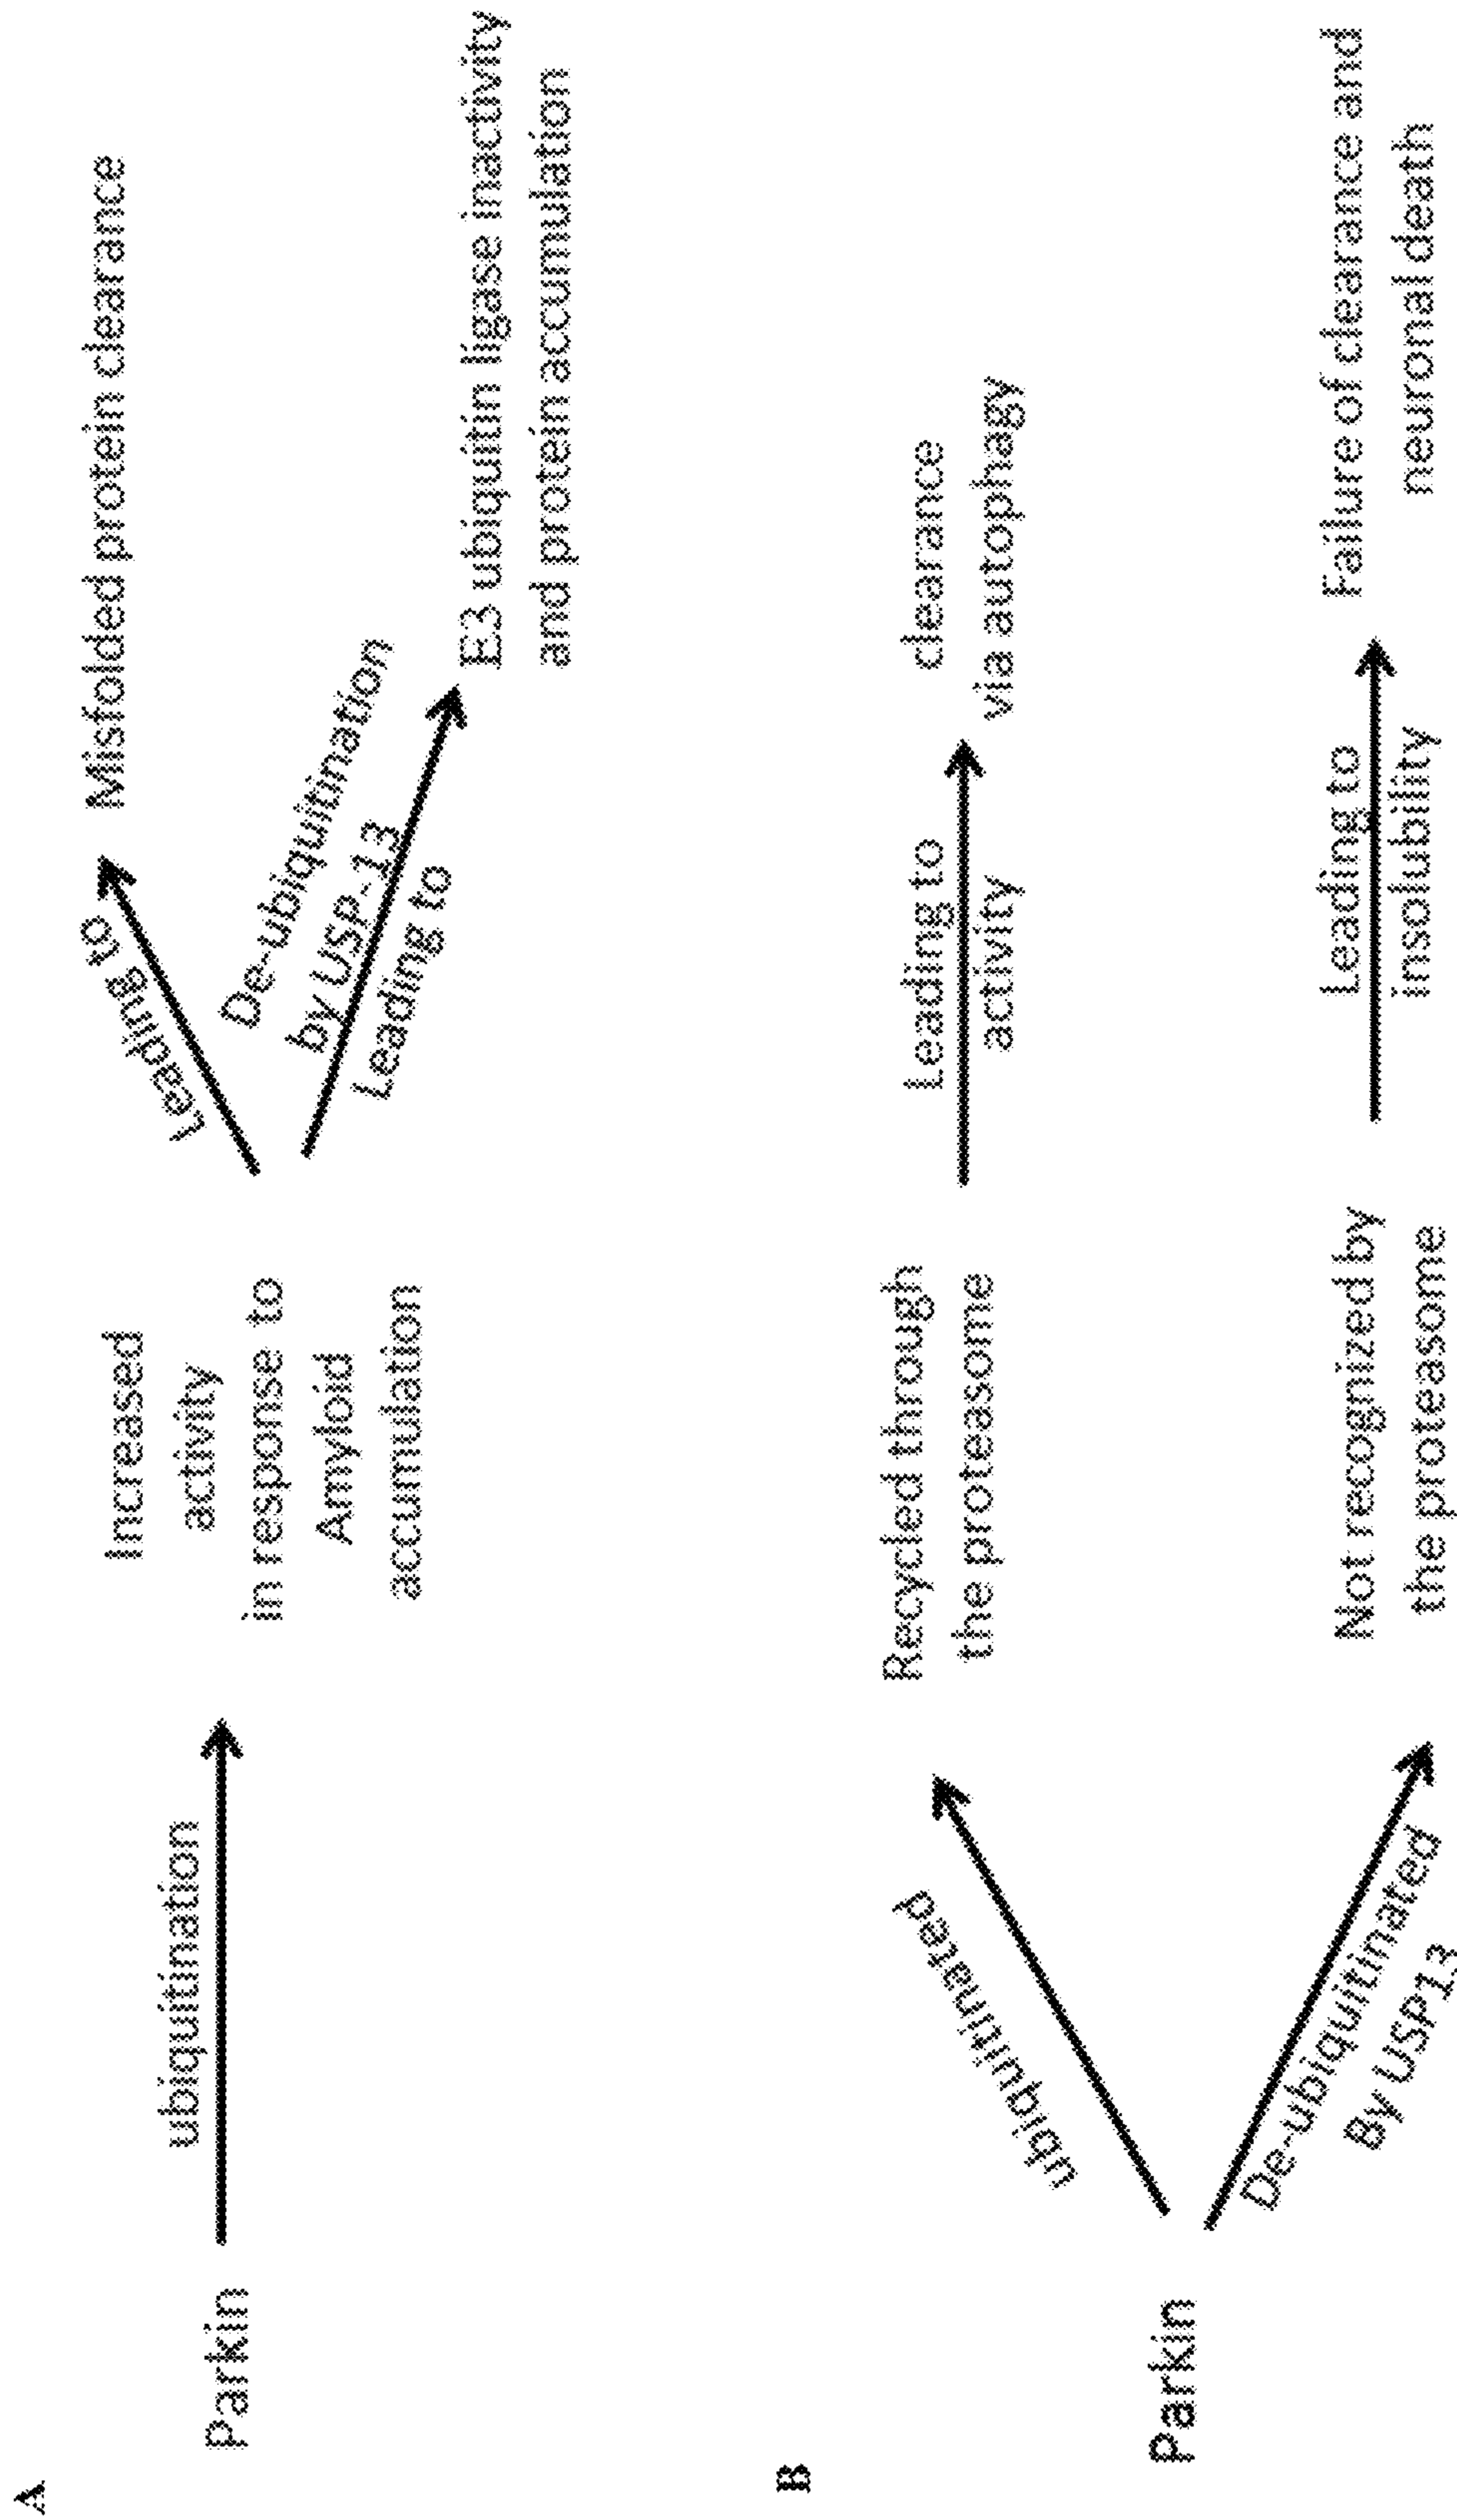 A
Parkin
ubiquitination
Increased
activity
in response to
Amyloid
accumulation
Leading to
Misfolded protein clearance
De-ubiquitination
by USP-13
Leading to
E3 ubiquitin ligase inactivity
and protein accumulation
B
Parkin
ubiquitinated
Recycled through
the proteasome
Leading to
activity
clearance
via autophagy
De-ubiquitinated
By USP13
Not recognized by
the proteasome
Leading to
insolubility
Failure of clearance and
neuronal death